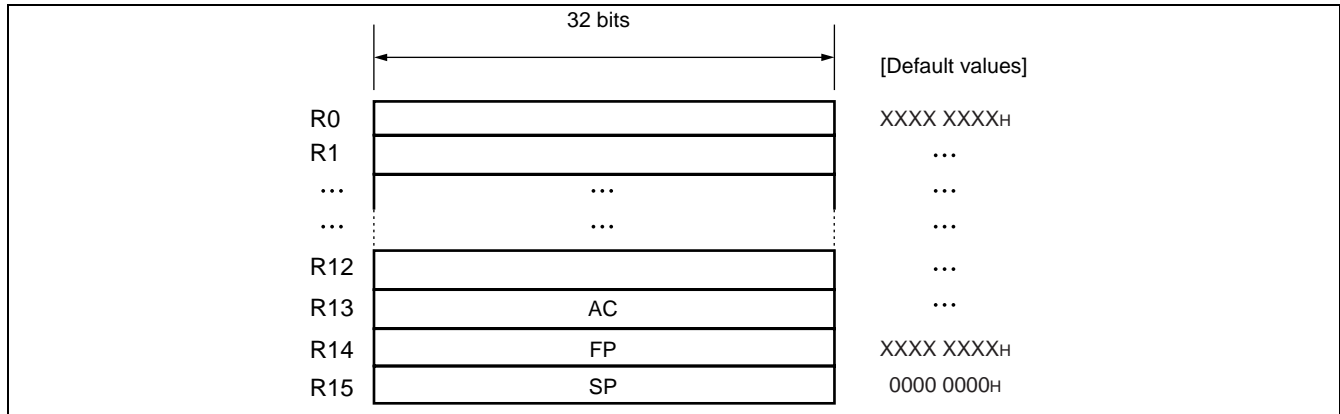 32 bits
[Default values]
R0 XXXX XXXXH
R1 …
… … …
… … …
R12 …
R13 AC …
R14 FP XXXX XXXXH
R15 SP 0000 0000H